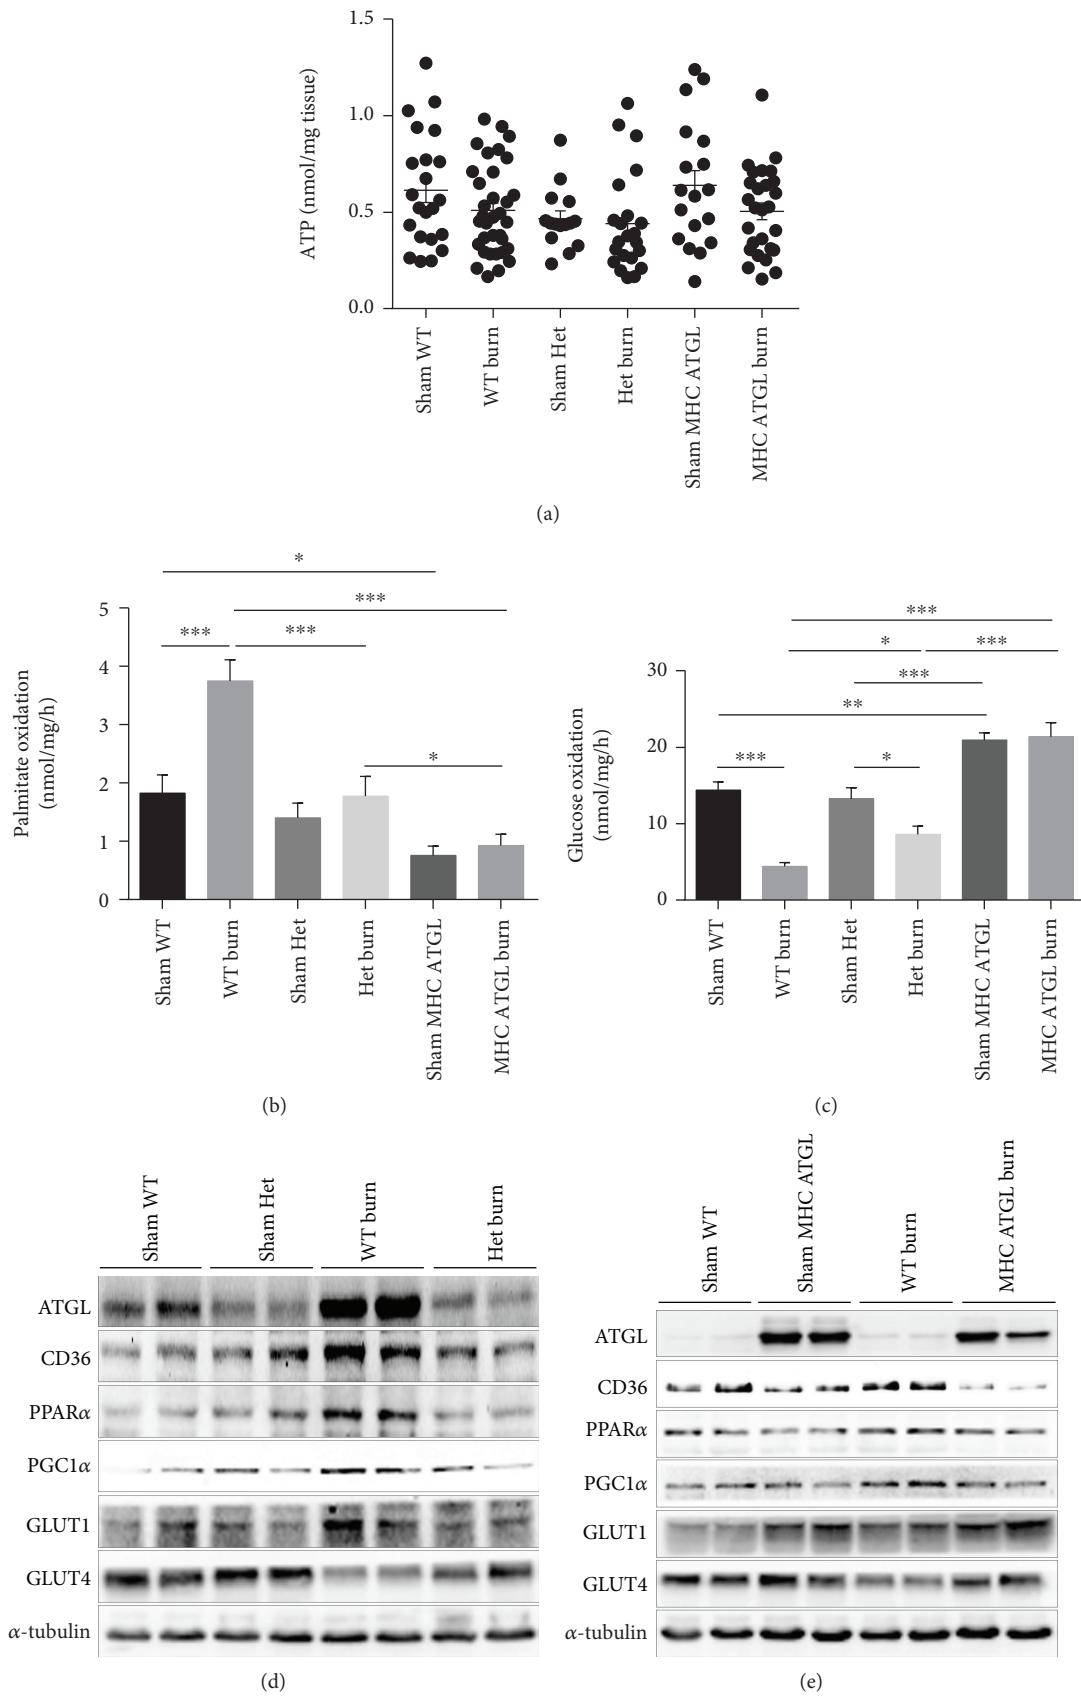 1.5
1.0
0.5
0.0
ATP (nmol/mg tissue)
Sham WT
WT burn
Sham Het
Het burn
Sham MHC ATGL
MHC ATGL burn
(a)
*
***
***
***
*
5
4
3
2
1
0
Palmitate oxidation
(nmol/mg/h)
Sham WT
WT burn
Sham Het
Het burn
Sham MHC ATGL
MHC ATGL burn
(b)
***
*
***
***
**
***
*
30
20
10
0
Glucose oxidation
(nmol/mg/h)
Sham WT
WT burn
Sham Het
Het burn
Sham MHC ATGL
MHC ATGL burn
(c)
Sham WT
Sham Het
WT burn
Het burn
ATGL
CD36
PPARα
PGC1α
GLUT1
GLUT4
α-tubulin
(d)
Sham WT
Sham MHC ATGL
WT burn
MHC ATGL burn
ATGL
CD36
PPARα
PGC1α
GLUT1
GLUT4
α-tubulin
(e)